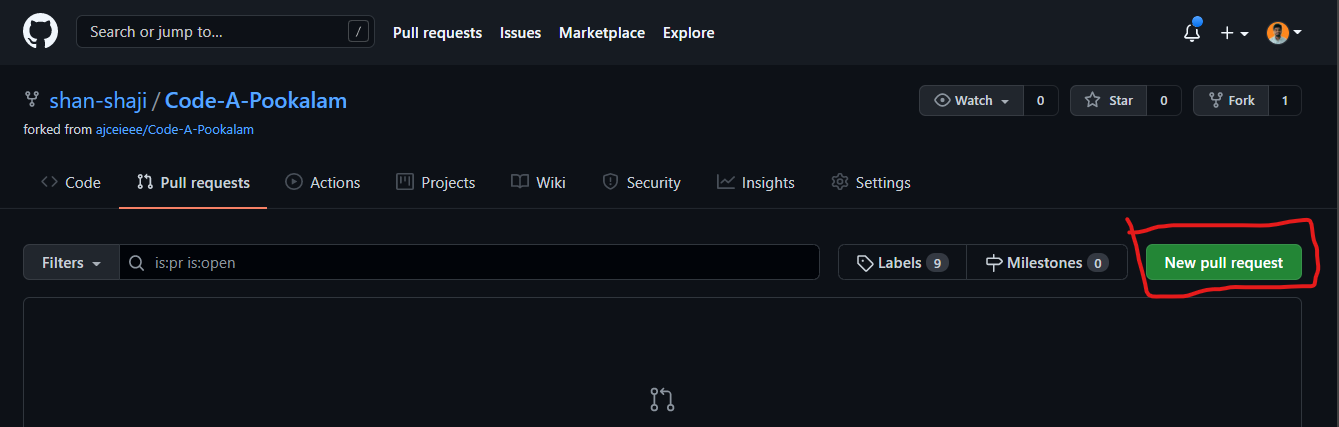 Search or jump to... / Pull requests Issues Marketplace Explore
shan-shaji / Code-A-Pookalam Watch 0 Star 0 Fork 1
forked from ajceieee/Code-A-Pookalam
Code Pull requests Actions Projects Wiki Security Insights Settings
Filters is:pr is:open Labels 9 Milestones 0 New pull request